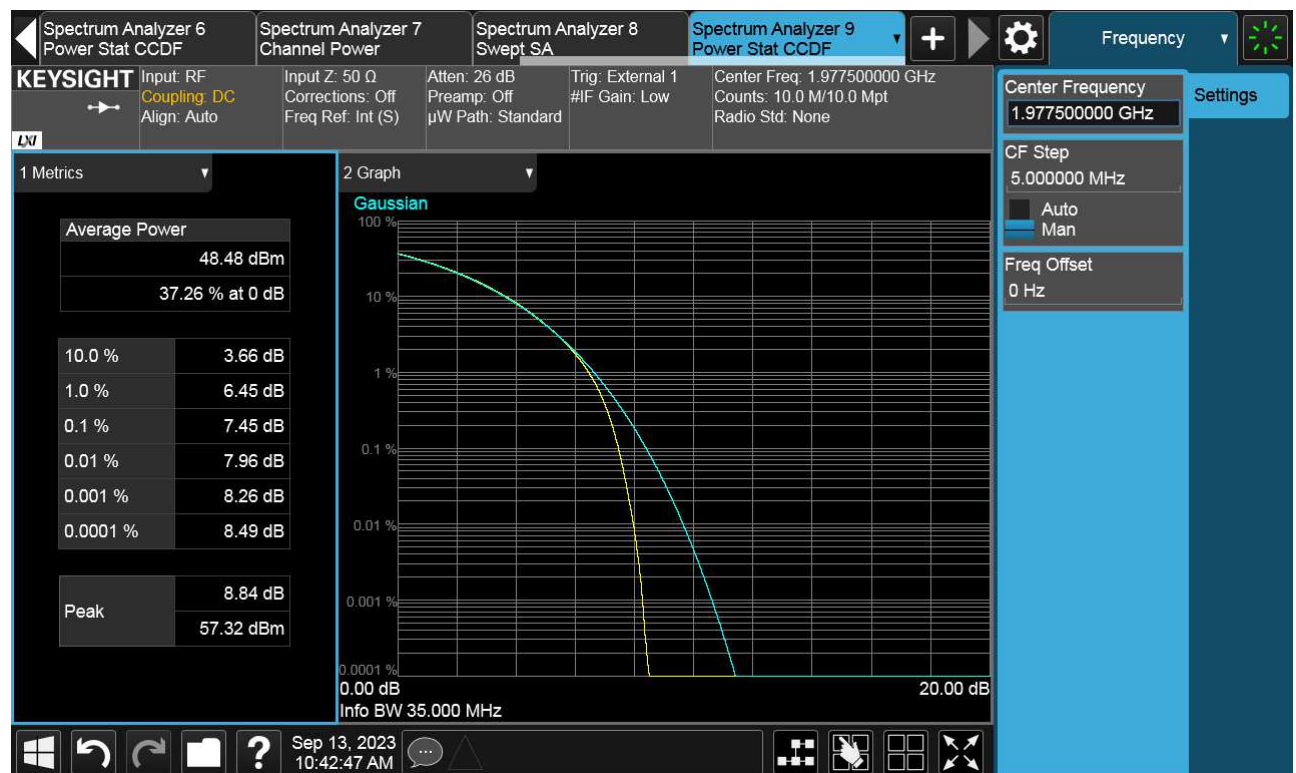 Spectrum Analyzer 6
Power Stat CCDF
Spectrum Analyzer 7
Channel Power
Spectrum Analyzer 8
Swept SA
Spectrum Analyzer 9
Power Stat CCDF
Frequency
KEYSIGHT
LXI
Input: RF
Coupling: DC
Align: Auto
Input Z: 50 Ω
Corrections: Off
Freq Ref: Int (S)
Atten: 26 dB
Preamp: Off
µW Path: Standard
Trig: External 1
#IF Gain: Low
Center Freq: 1.977500000 GHz
Counts: 10.0 M/10.0 Mpt
Radio Std: None
Center Frequency
1.977500000 GHz
Settings
CF Step
5.000000 MHz
Auto
Man
Freq Offset
0 Hz
1 Metrics
Average Power
48.48 dBm
37.26 % at 0 dB
10.0 % 3.66 dB
1.0 % 6.45 dB
0.1 % 7.45 dB
0.01 % 7.96 dB
0.001 % 8.26 dB
0.0001 % 8.49 dB
Peak
8.84 dB
57.32 dBm
2 Graph
Gaussian
100 %
10 %
1 %
0.1 %
0.01 %
0.001 %
0.0001 %
0.00 dB 20.00 dB
Info BW 35.000 MHz
?
Sep 13, 2023
10:42:47 AM